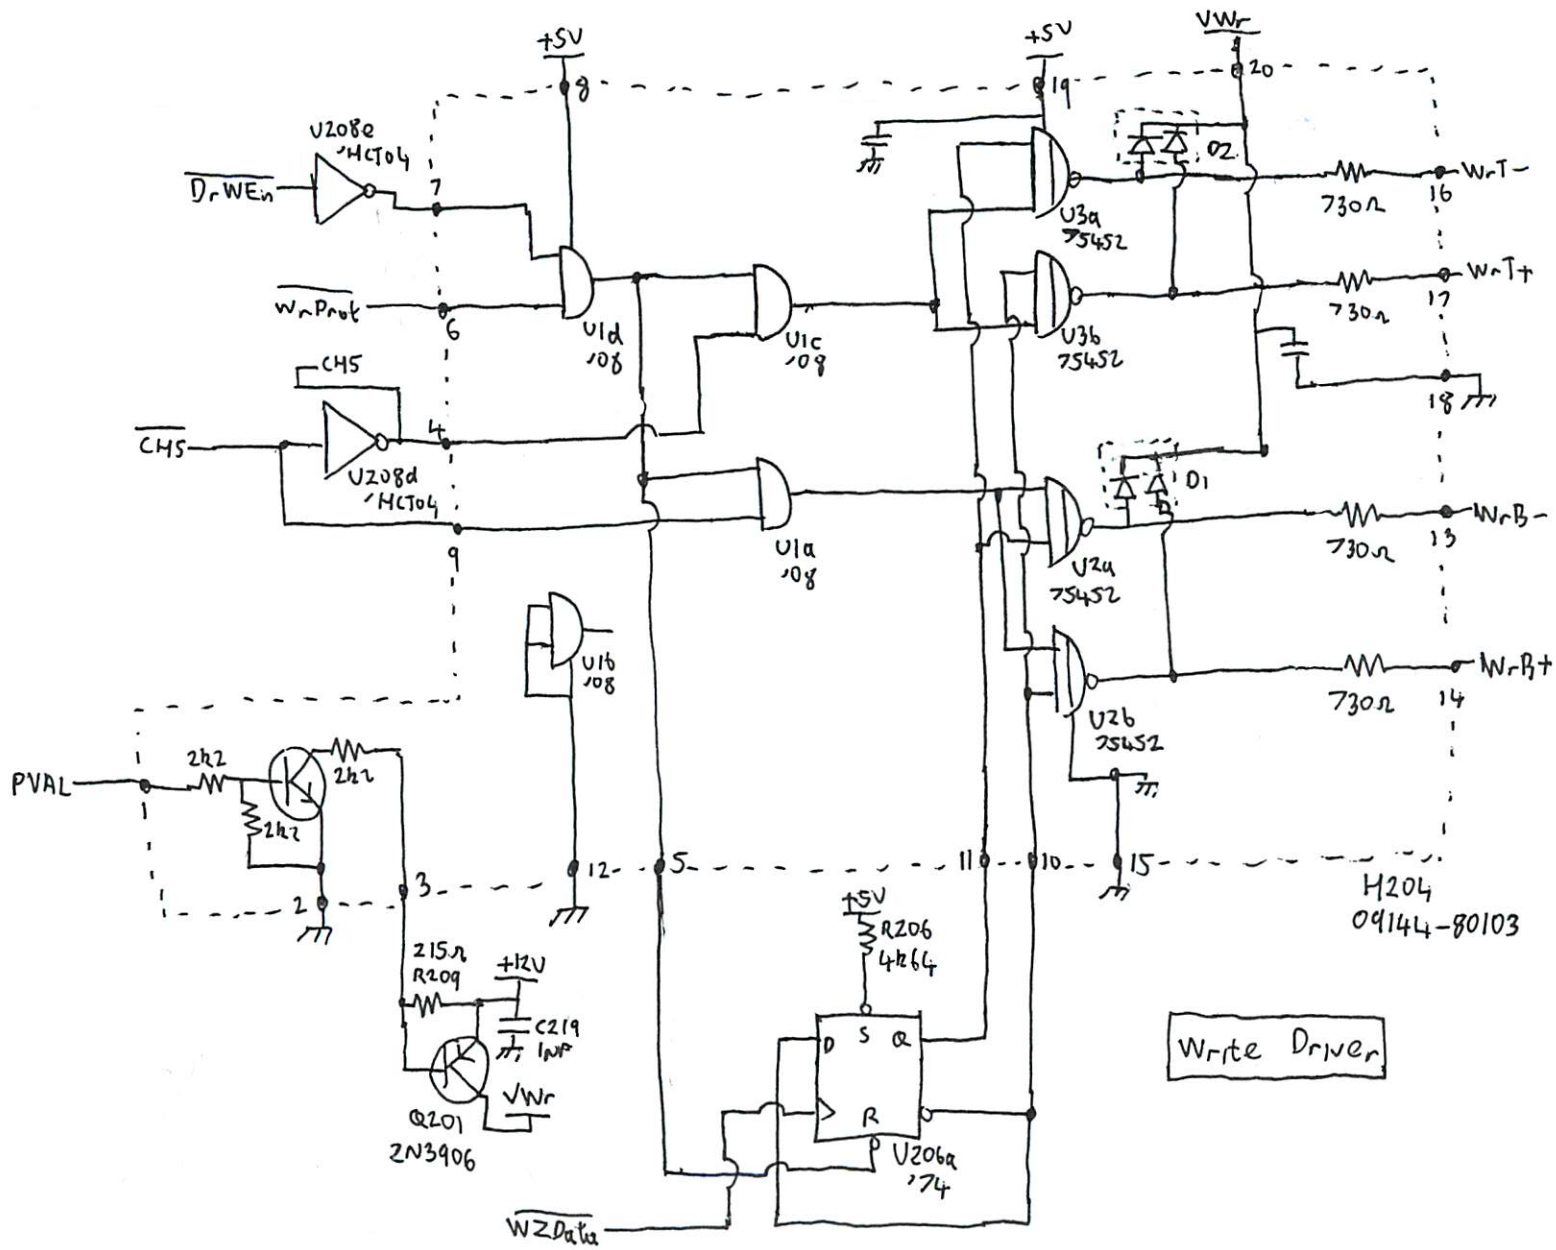 +5V
+5V
VWr
8
19
20
U208e
'HCT04
D2
DrWEn
7
WrT-
16
730Ω
U3a
75452
WrProt
6
U1d
'08
U1c
'08
WrT+
17
730Ω
U3b
75452
CH5
18
CH5
4
U208d
'HCT04
D1
9
U1a
'08
WrB-
13
730Ω
U2a
75452
U1b
'08
WrB+
14
730Ω
U2b
75452
PVAL
1
2k2
2k2
2k2
2
3
12
5
11
10
15
H204
09144-80103
215Ω
R209
+12V
C219
1nF
VWr
Q201
2N3906
+5V
R206
4k64
D
S
Q
R
U206a
'74
Write Driver
WZData